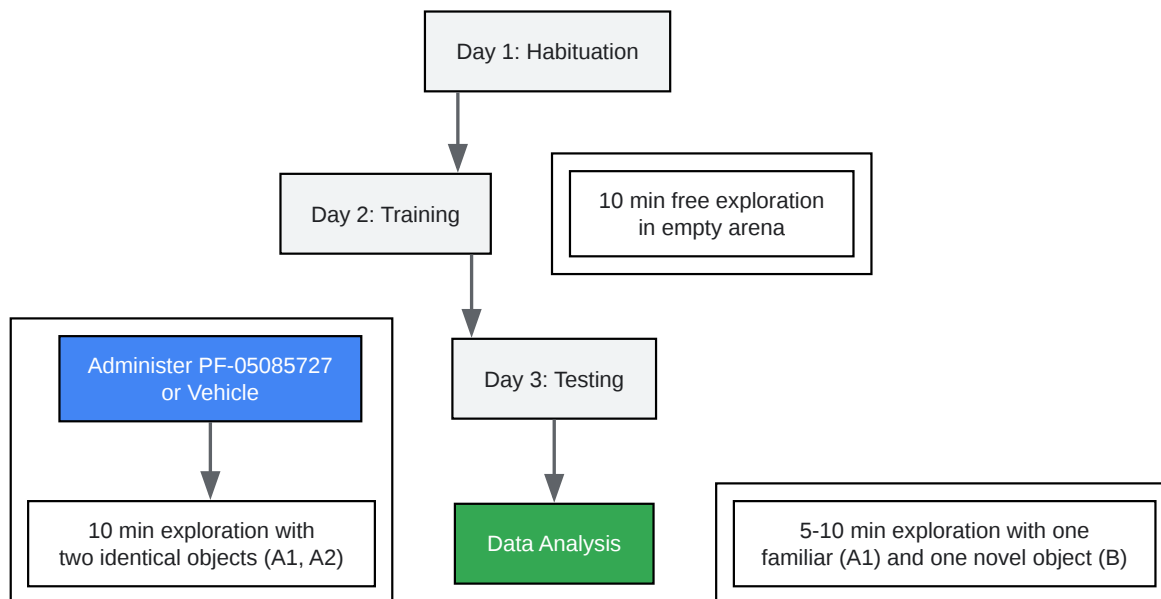 Day 1: Habituation
Day 2: Training
10 min free exploration
in empty arena
Administer PF-05085727
or Vehicle
Day 3: Testing
10 min exploration with
two identical objects (A1, A2)
Data Analysis
5-10 min exploration with one
familiar (A1) and one novel object (B)